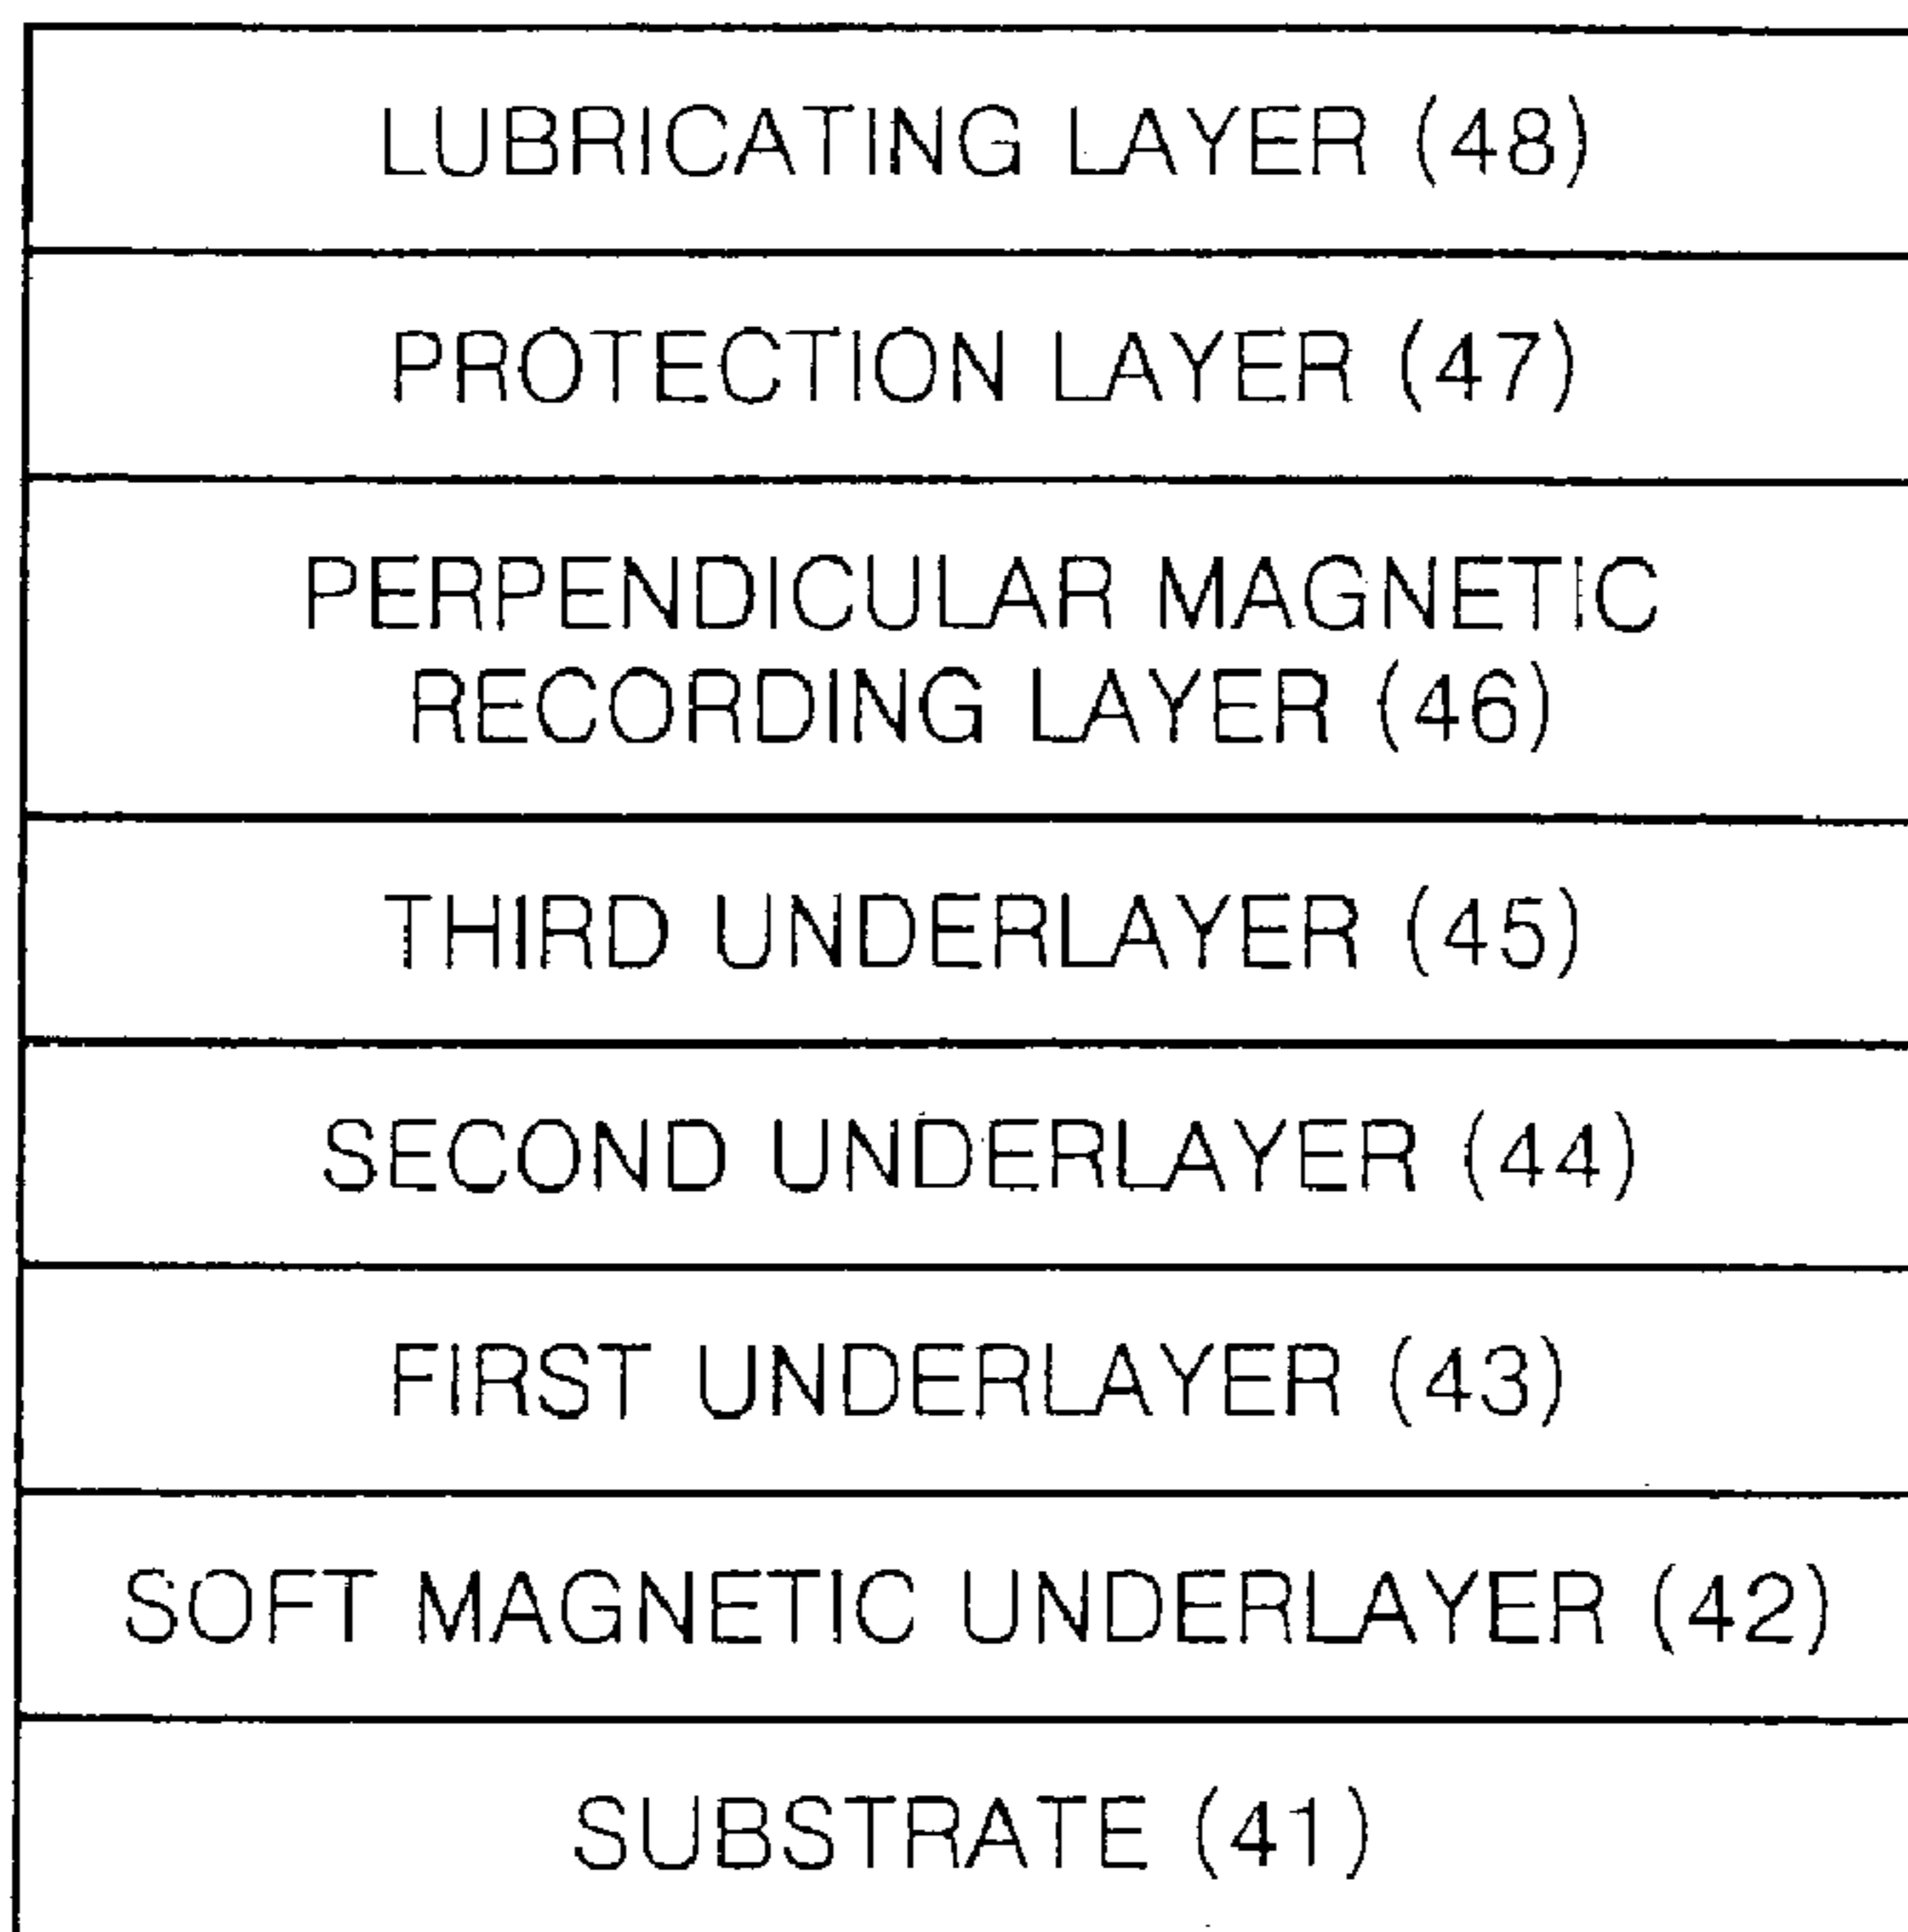 LUBRICATING LAYER (48)
PROTECTION LAYER (47)
PERPENDICULAR MAGNETIC
RECORDING LAYER (46)
THIRD UNDERLAYER (45)
SECOND UNDERLAYER (44)
FIRST UNDERLAYER (43)
SOFT MAGNETIC UNDERLAYER (42)
SUBSTRATE (41)